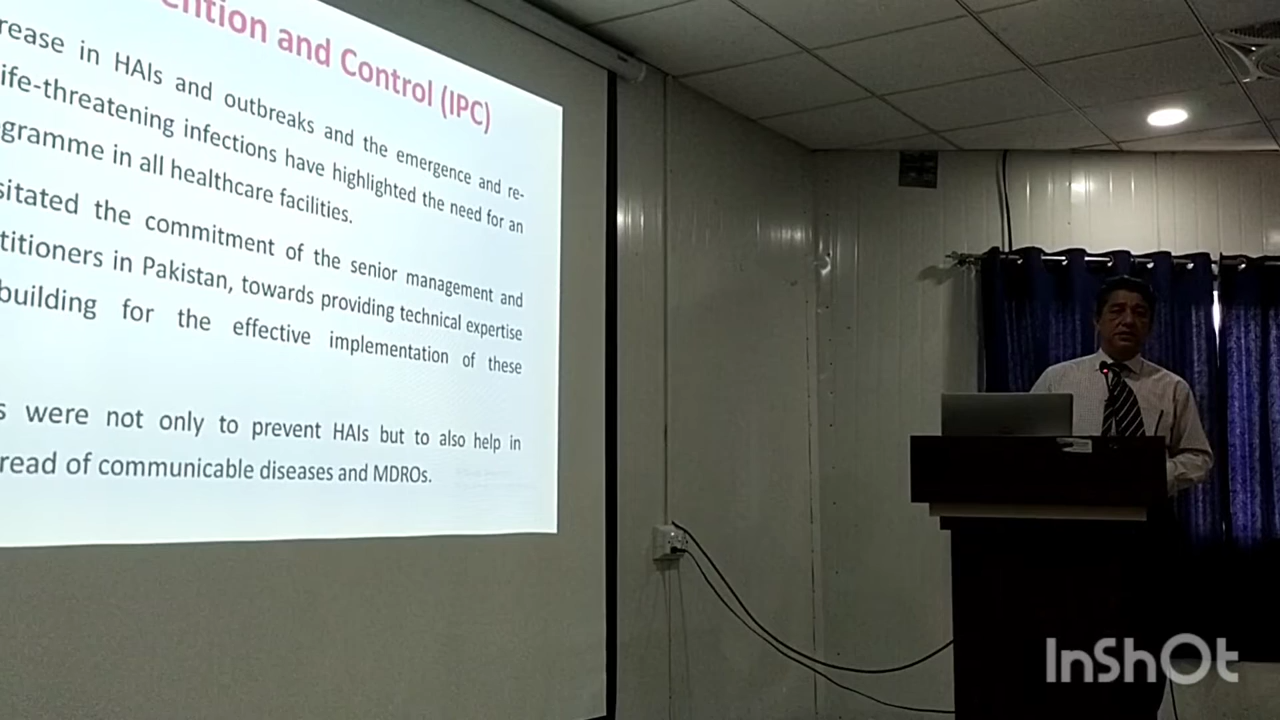 ention and Control (IPC)
rease in HAIs and outbreaks and the emergence and re-
ife-threatening infections have highlighted the need for an
gramme in all healthcare facilities.
sitated the commitment of the senior management and
titioners in Pakistan, towards providing technical expertise
building for the effective implementation of these
s were not only to prevent HAIs but to also help in
read of communicable diseases and MDROs.
InShOt